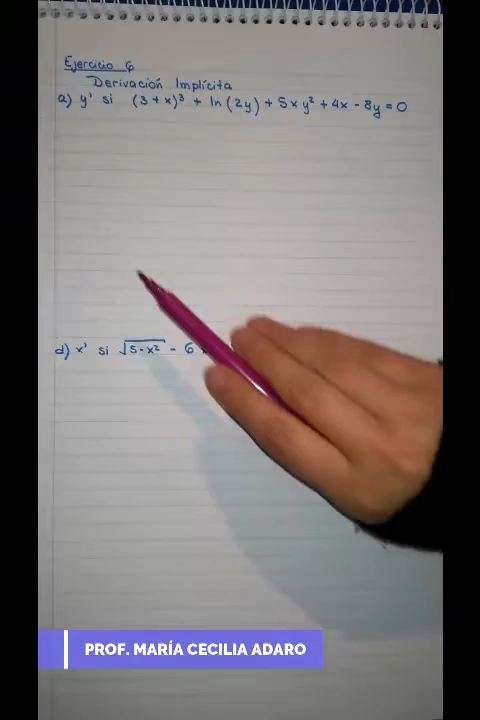 Ejercicio 6
Derivación Implícita
a) y' si (3 + x)³ + ln (2y) + 5xy² + 4x - 8y = 0
d) x' si √5-x² - 6
PROF. MARÍA CECILIA ADARO